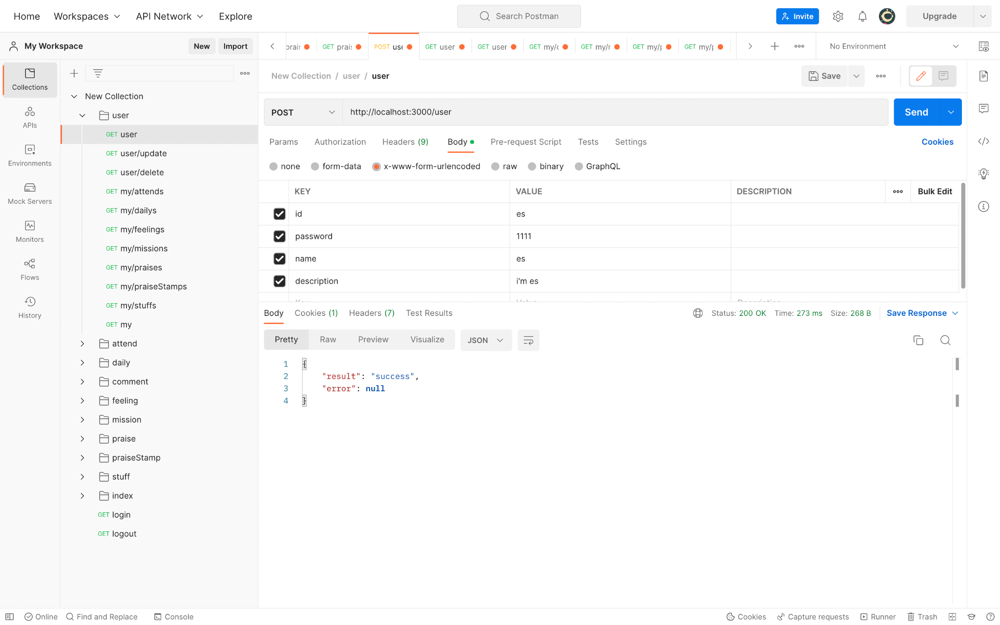 Home Workspaces API Network Explore Search Postman Invite Upgrade
My Workspace New Import
prais GET prais POST use GET user GET user GET my/c GET my/r GET my/p GET my/p No Environment
Collections
APIs
Environments
Mock Servers
Monitors
Flows
History
New Collection
user
GET user
GET user/update
GET user/delete
GET my/attends
GET my/dailys
GET my/feelings
GET my/missions
GET my/praises
GET my/praiseStamps
GET my/stuffs
GET my
attend
daily
comment
feeling
mission
praise
praiseStamp
stuff
index
GET login
GET logout
New Collection / user / user Save
POST http://localhost:3000/user Send
Params Authorization Headers (9) Body Pre-request Script Tests Settings Cookies
none form-data x-www-form-urlencoded raw binary GraphQL
KEY VALUE DESCRIPTION Bulk Edit
id es
password 1111
name es
description i'm es
Key Value Description
Body Cookies (1) Headers (7) Test Results Status: 200 OK Time: 273 ms Size: 268 B Save Response
Pretty Raw Preview Visualize JSON
1 {
2 "result": "success",
3 "error": null
4 }
Online Find and Replace Console Cookies Capture requests Runner Trash